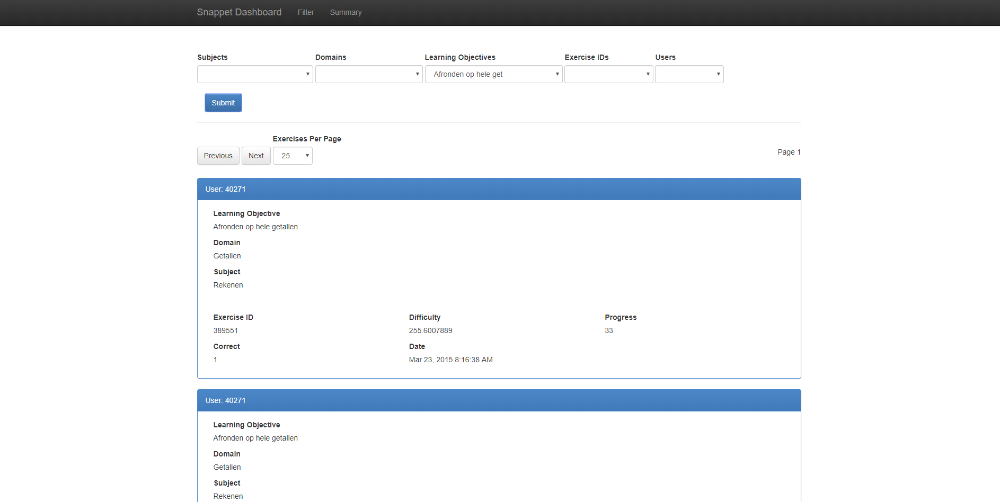 Snappet Dashboard Filter Summary
Subjects Domains Learning Objectives Exercise IDs Users
Afronden op hele get
Submit
Exercises Per Page
Previous Next 25 Page 1
User: 40271
Learning Objective
Afronden op hele getallen
Domain
Getallen
Subject
Rekenen
Exercise ID Difficulty Progress
389551 255.6007889 33
Correct Date
1 Mar 23, 2015 8:16:38 AM
User: 40271
Learning Objective
Afronden op hele getallen
Domain
Getallen
Subject
Rekenen